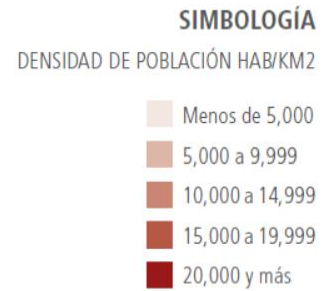 SIMBOLOGÍA
DENSIDAD DE POBLACIÓN HAB/KM2
Menos de 5,000
5,000 a 9,999
10,000 a 14,999
15,000 a 19,999
20,000 y más